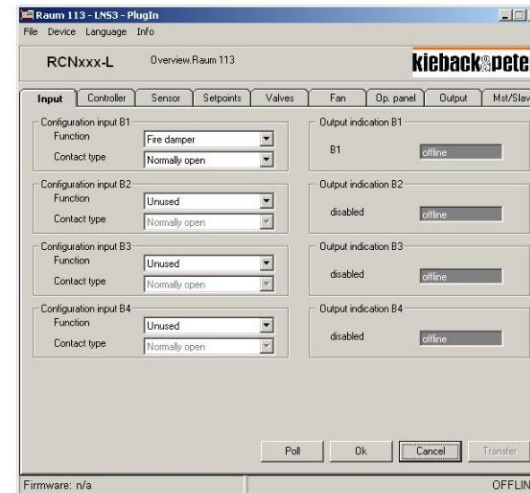 Raum 113 - LNS3 - PlugIn
File Device Language Info
RCNxxx-L Overview.Raum 113 kieback&pete
Input Controller Sensor Setpoints Valves Fan Op. panel Output Mst/Slav
Configuration input B1 Output indication B1
Function Fire damper
B1 offline
Contact type Normally open
Configuration input B2 Output indication B2
Function Unused
disabled offline
Contact type Normally open
Configuration input B3 Output indication B3
Function Unused
disabled offline
Contact type Normally open
Configuration input B4 Output indication B4
Function Unused
disabled offline
Contact type Normally open
Poll Ok Cancel Transfer
Firmware: n/a OFFLIN